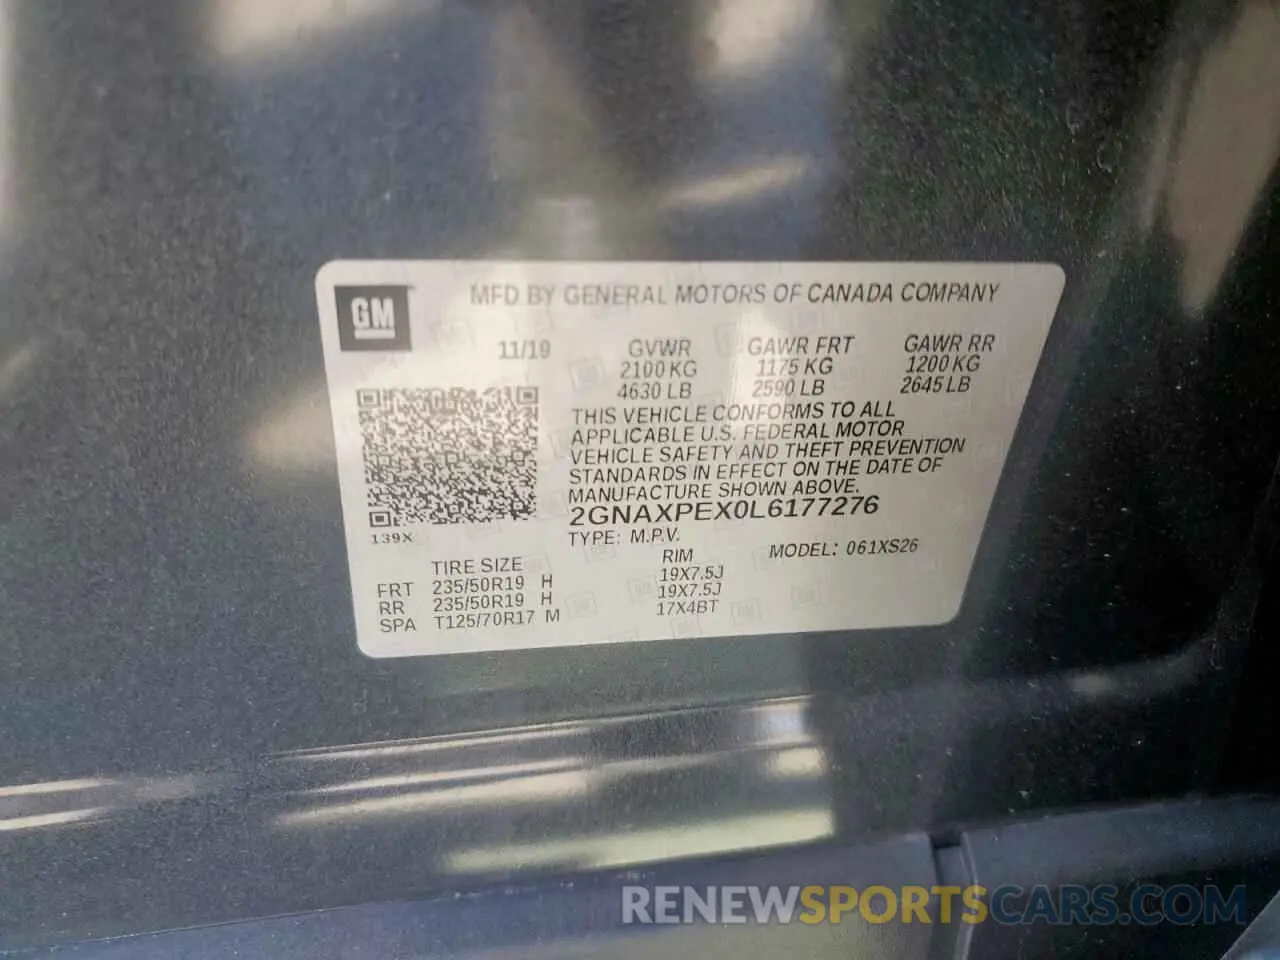 GM
MFD BY GENERAL MOTORS OF CANADA COMPANY
11/19 GVWR GAWR FRT GAWR RR
2100 KG 1175 KG 1200 KG
4630 LB 2590 LB 2645 LB
THIS VEHICLE CONFORMS TO ALL
APPLICABLE U.S. FEDERAL MOTOR
VEHICLE SAFETY AND THEFT PREVENTION
STANDARDS IN EFFECT ON THE DATE OF
MANUFACTURE SHOWN ABOVE.
2GNAXPEX0L6177276
139X
TYPE: M.P.V. MODEL: 061XS26
TIRE SIZE RIM
FRT 235/50R19 H 19X7.5J
RR 235/50R19 H 19X7.5J
SPA T125/70R17 M 17X4BT
RENEWSPORTSCARS.COM